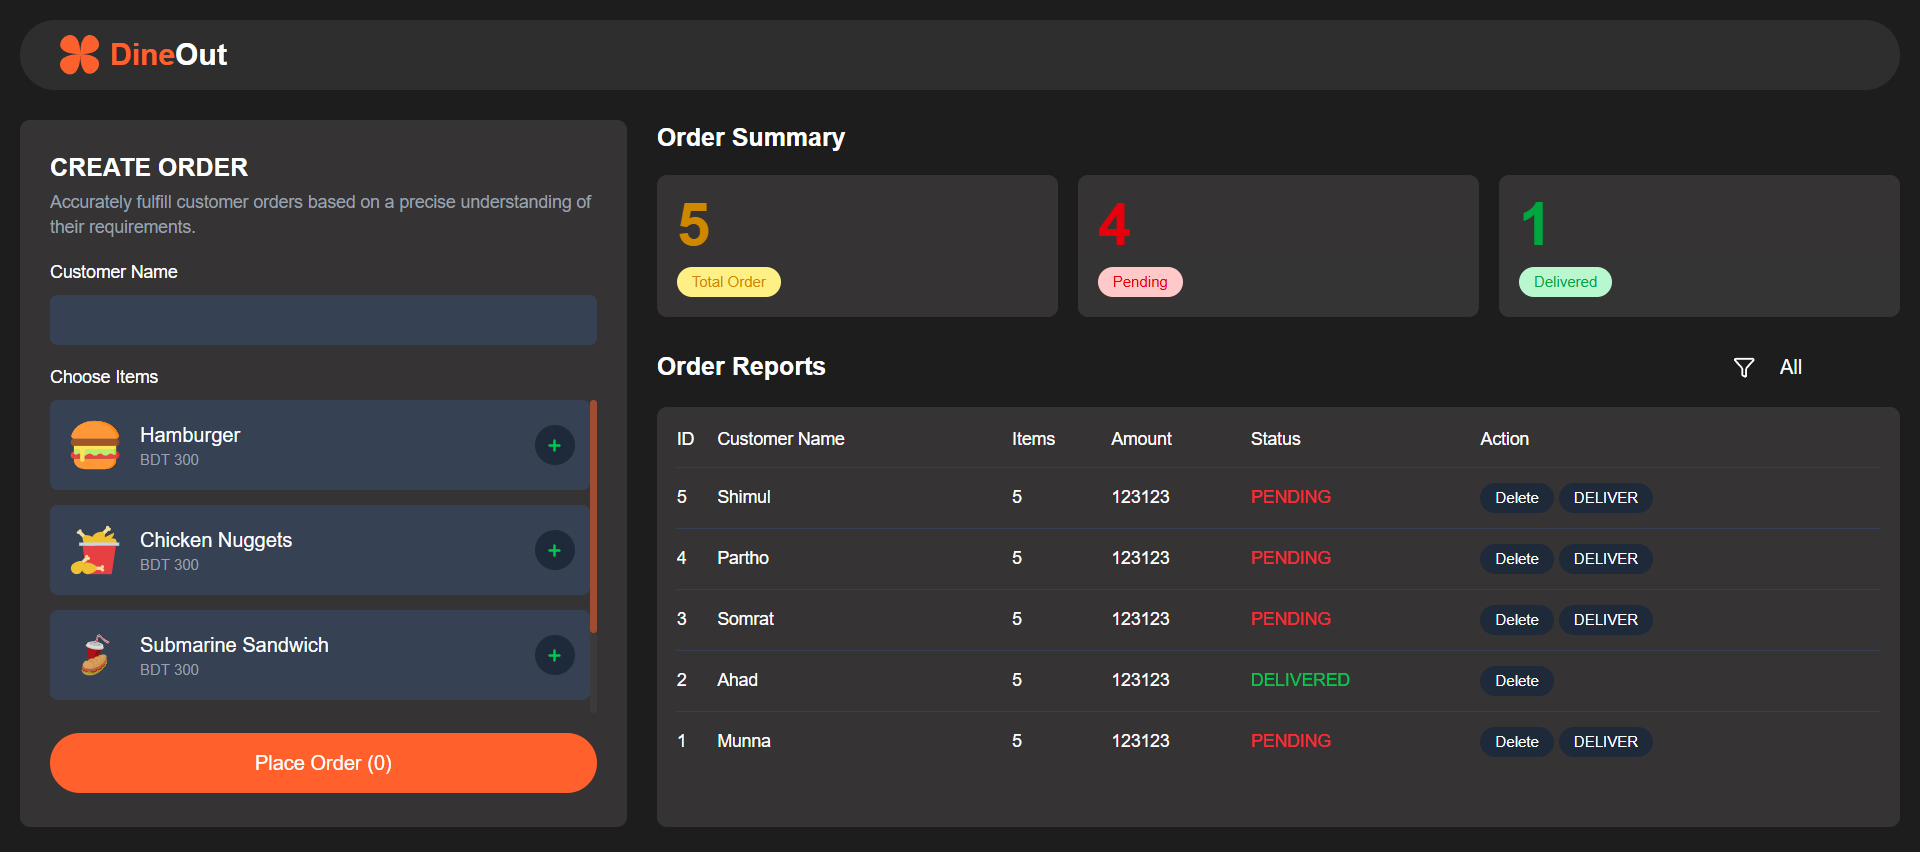 DineOut
CREATE ORDER
Accurately fulfill customer orders based on a precise understanding of
their requirements.
Customer Name
Choose Items
Hamburger
BDT 300
Chicken Nuggets
BDT 300
Submarine Sandwich
BDT 300
Place Order (0)
Order Summary
5
Total Order
4
Pending
1
Delivered
Order Reports
All
ID Customer Name Items Amount Status Action
5 Shimul 5 123123 PENDING Delete DELIVER
4 Partho 5 123123 PENDING Delete DELIVER
3 Somrat 5 123123 PENDING Delete DELIVER
2 Ahad 5 123123 DELIVERED Delete
1 Munna 5 123123 PENDING Delete DELIVER